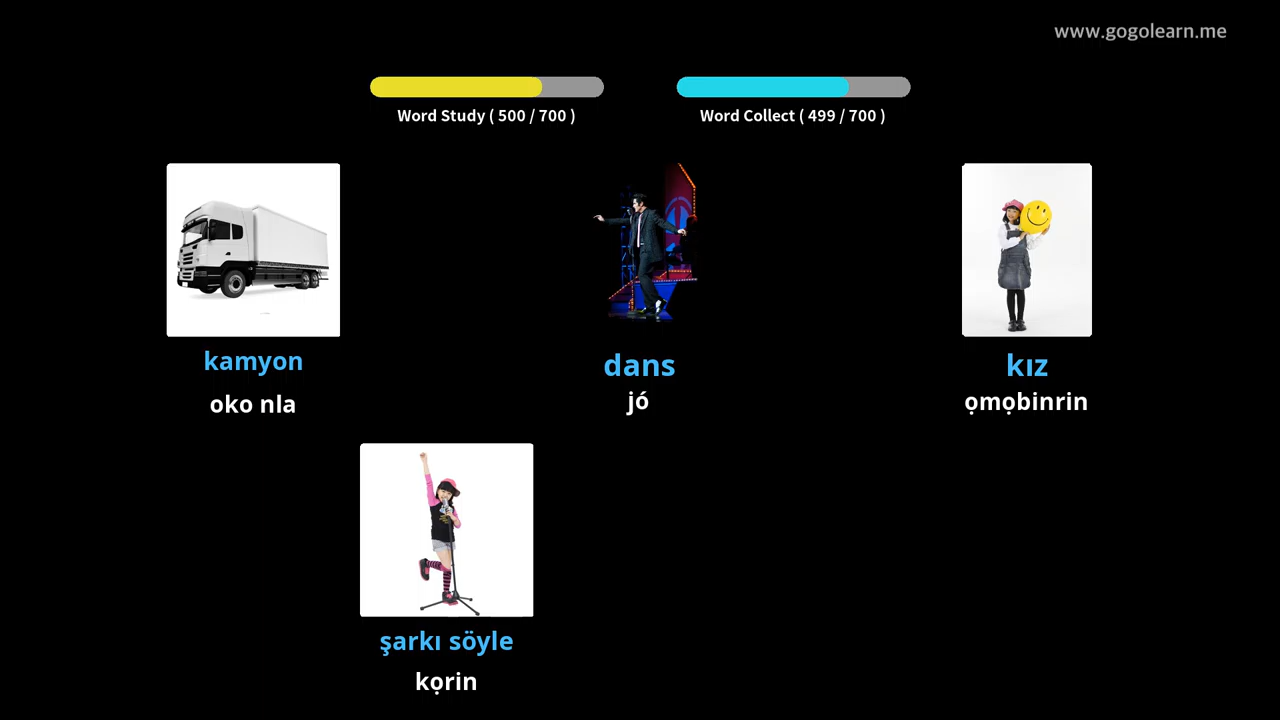 www.gogolearn.me
Word Study ( 500 / 700 )
Word Collect ( 499 / 700 )
kamyon
oko nla
dans
jó
kız
ọmọbinrin
şarkı söyle
kọrin